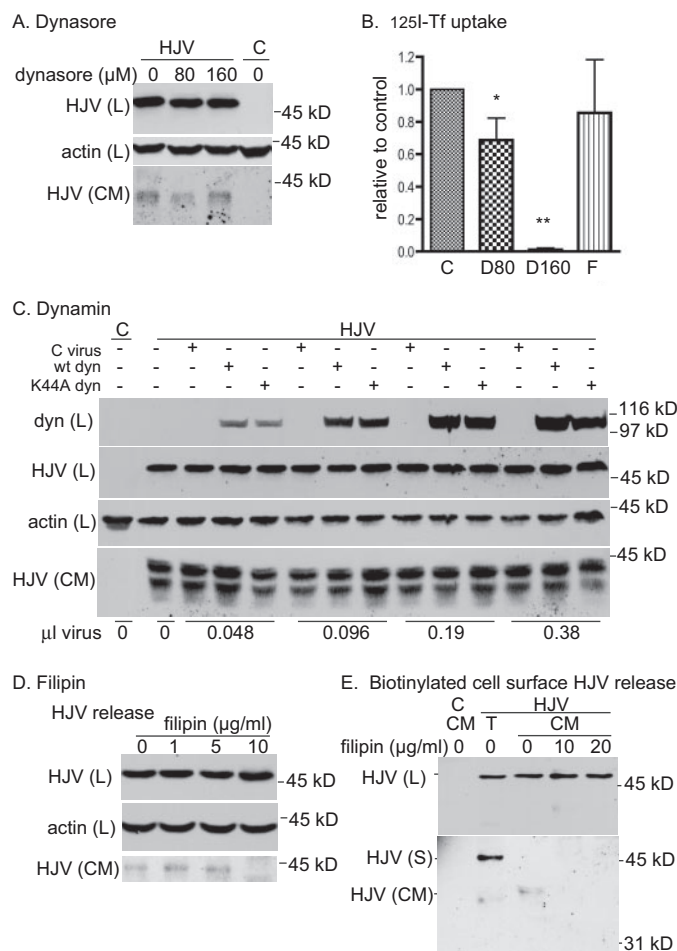 A. Dynasore
HJV C
dynasore (µM) 0 80 160 0
HJV (L)
-45 kD
actin (L)
-45 kD
HJV (CM)
-45 kD
B. 125I-Tf uptake
relative to control
1.2
1.0
0.8
0.6
0.4
0.2
0.0
*
**
C D80 D160 F
C. Dynamin
C HJV
C virus - - + - - + - - + - - + - -
wt dyn - - - + - - + - - + - - + -
K44A dyn - - - - + - - + - - + - - +
dyn (L)
-116 kD
-97 kD
HJV (L)
-45 kD
actin (L)
-45 kD
HJV (CM)
-45 kD
µl virus 0 0 0.048 0.096 0.19 0.38
D. Filipin
HJV release
filipin (µg/ml)
0 1 5 10
HJV (L)
-45 kD
actin (L)
-45 kD
HJV (CM)
-45 kD
E. Biotinylated cell surface HJV release
C HJV
CM T CM
filipin (µg/ml) 0 0 0 10 20
HJV (L) -
-45 kD
HJV (S) -
-45 kD
HJV (CM) -
-31 kD